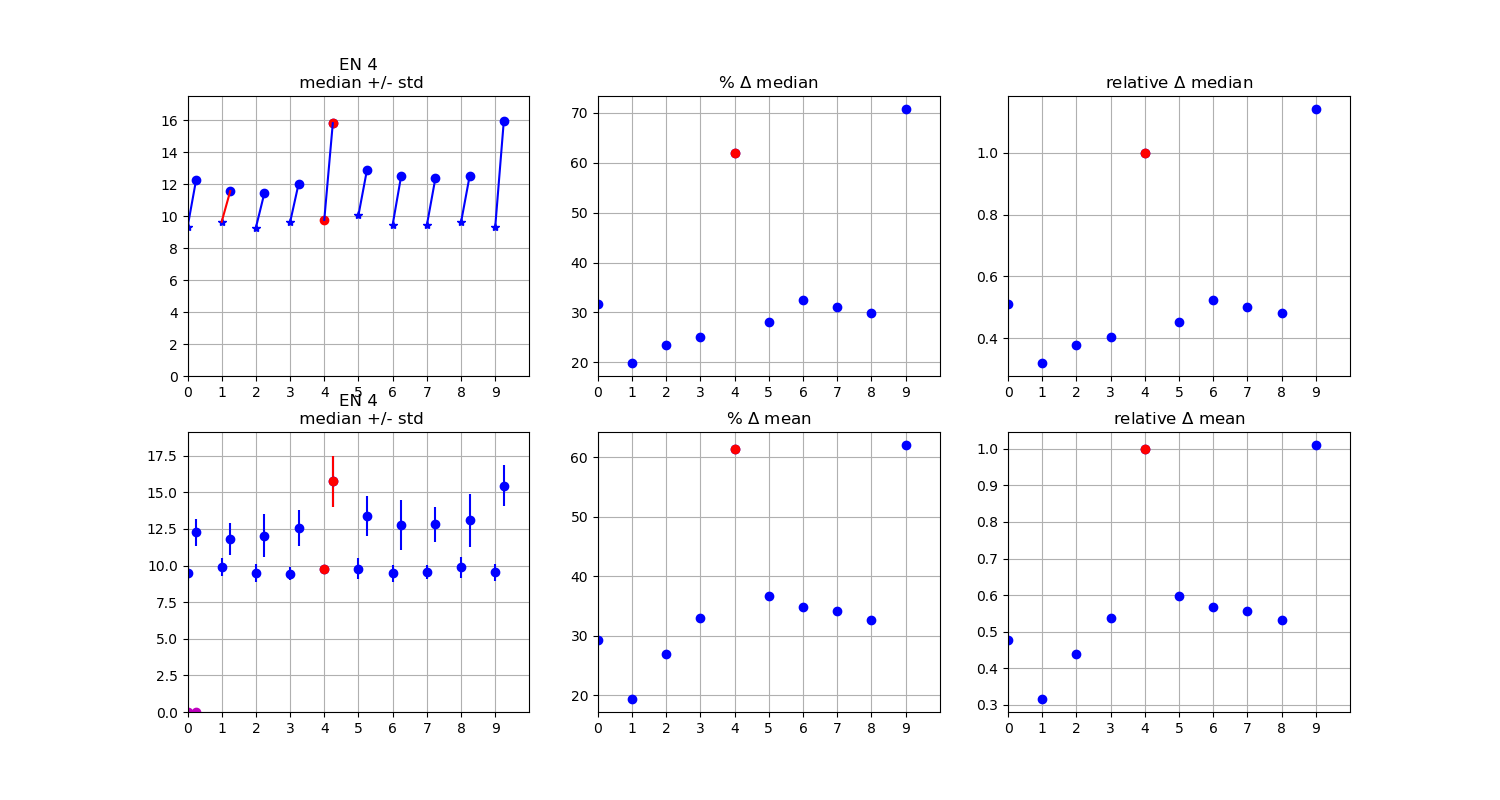 EN 4
median +/- std
% Δ median
relative Δ median
16
14
12
10
8
6
4
2
0
0 1 2 3 4 5 6 7 8 9
70
60
50
40
30
20
0 1 2 3 4 5 6 7 8 9
1.0
0.8
0.6
0.4
0 1 2 3 4 5 6 7 8 9
EN 4
median +/- std
% Δ mean
relative Δ mean
17.5
15.0
12.5
10.0
7.5
5.0
2.5
0.0
0 1 2 3 4 5 6 7 8 9
60
50
40
30
20
0 1 2 3 4 5 6 7 8 9
1.0
0.9
0.8
0.7
0.6
0.5
0.4
0.3
0 1 2 3 4 5 6 7 8 9